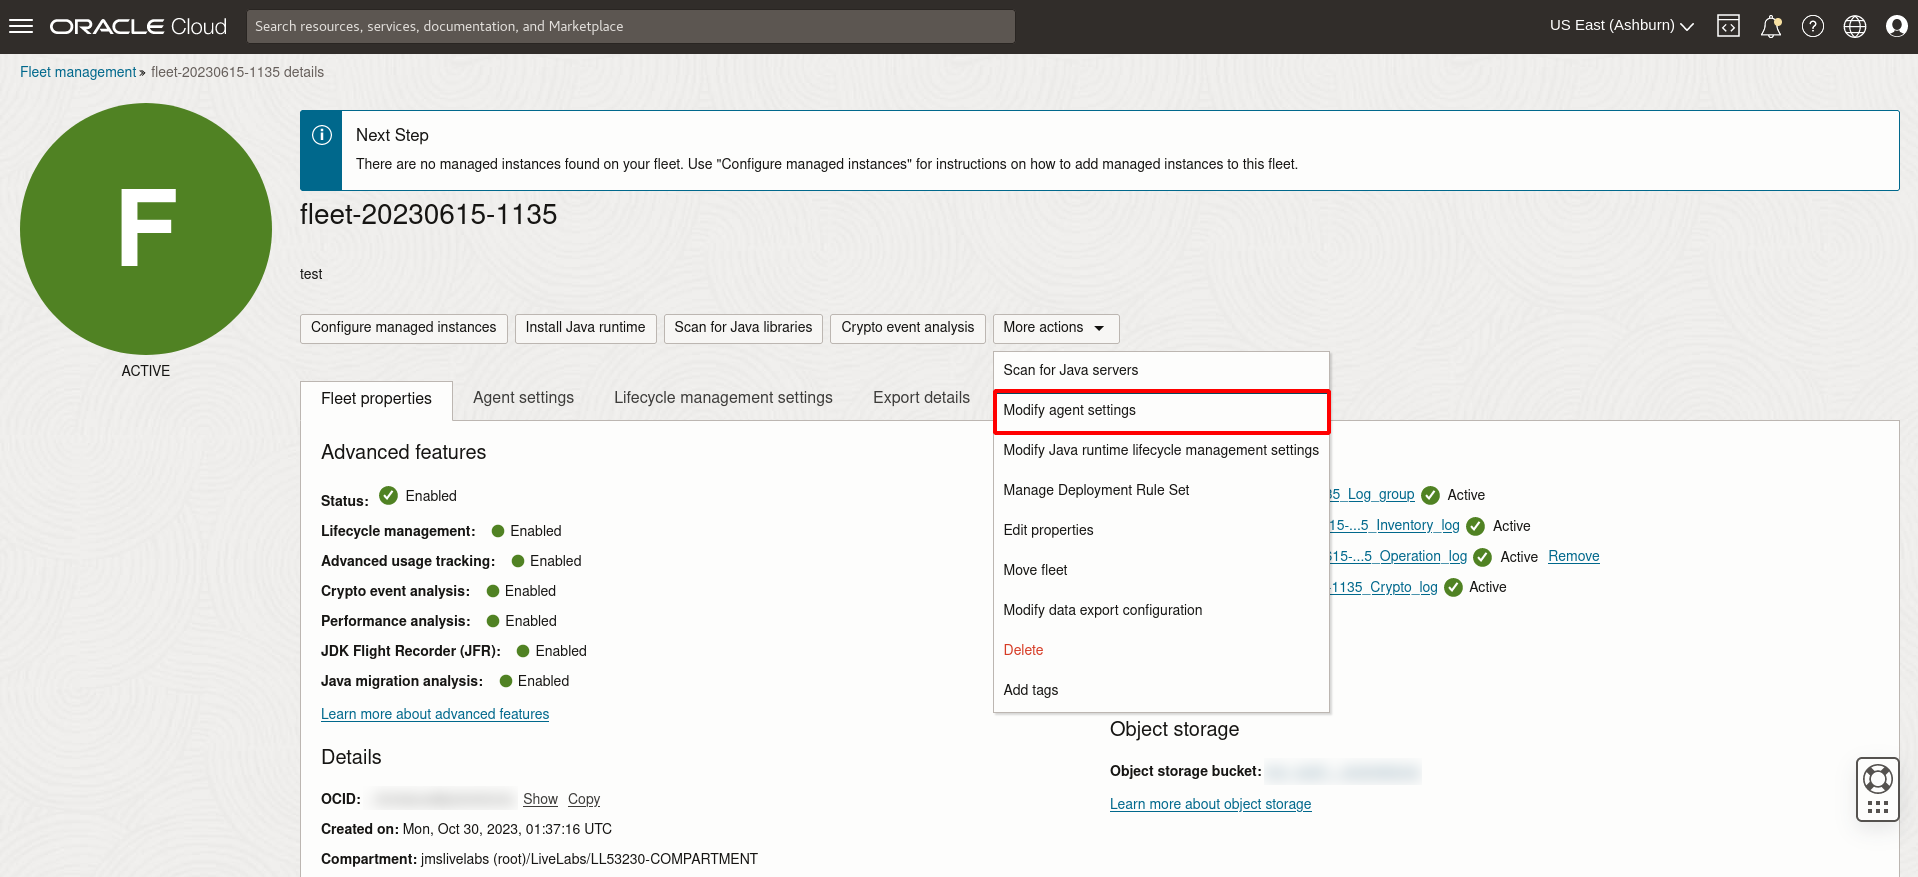 ORACLE Cloud
Search resources, services, documentation, and Marketplace
US East (Ashburn)
Fleet management » fleet-20230615-1135 details
F
ACTIVE
Next Step
There are no managed instances found on your fleet. Use "Configure managed instances" for instructions on how to add managed instances to this fleet.
fleet-20230615-1135
test
Configure managed instances
Install Java runtime
Scan for Java libraries
Crypto event analysis
More actions
Scan for Java servers
Modify agent settings
Modify Java runtime lifecycle management settings
Manage Deployment Rule Set
Edit properties
Move fleet
Modify data export configuration
Delete
Add tags
Fleet properties
Agent settings
Lifecycle management settings
Export details
Advanced features
Status: Enabled
Lifecycle management: Enabled
Advanced usage tracking: Enabled
Crypto event analysis: Enabled
Performance analysis: Enabled
JDK Flight Recorder (JFR): Enabled
Java migration analysis: Enabled
Learn more about advanced features
Details
OCID: Show Copy
Created on: Mon, Oct 30, 2023, 01:37:16 UTC
Compartment: jmslivelabs (root)/LiveLabs/LL53230-COMPARTMENT
35_Log_group Active
15-...5_Inventory_log Active
615-...5_Operation_log Active Remove
-1135_Crypto_log Active
Object storage
Object storage bucket:
Learn more about object storage